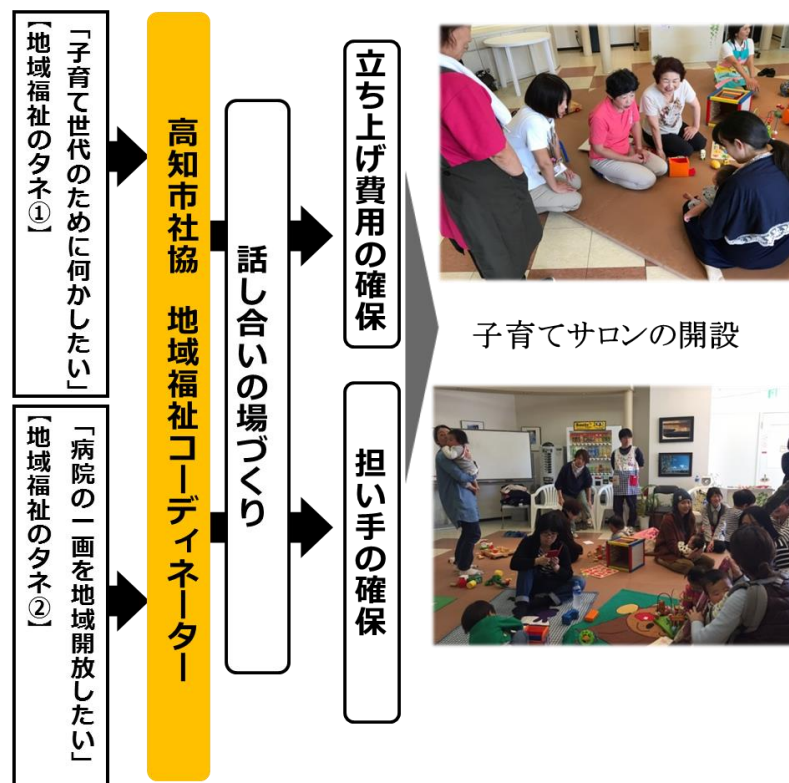 「子育て世代のために何かしたい」
【地域福祉のタネ①】
「病院の一画を地域開放したい」
【地域福祉のタネ②】
高知市社協　地域福祉コーディネーター
話し合いの場づくり
立ち上げ費用の確保
担い手の確保
子育てサロンの開設